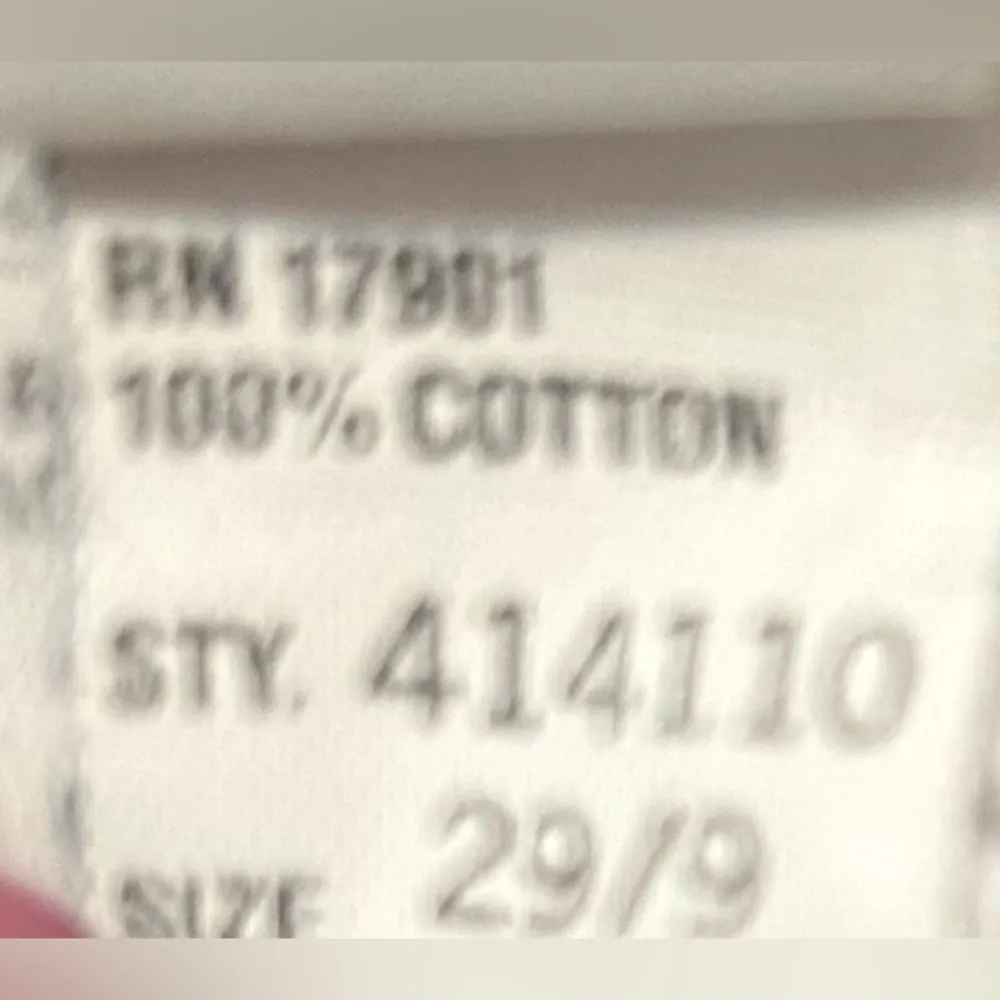 RN 17901
100% COTTON
STY. 414110
SIZE 29/9